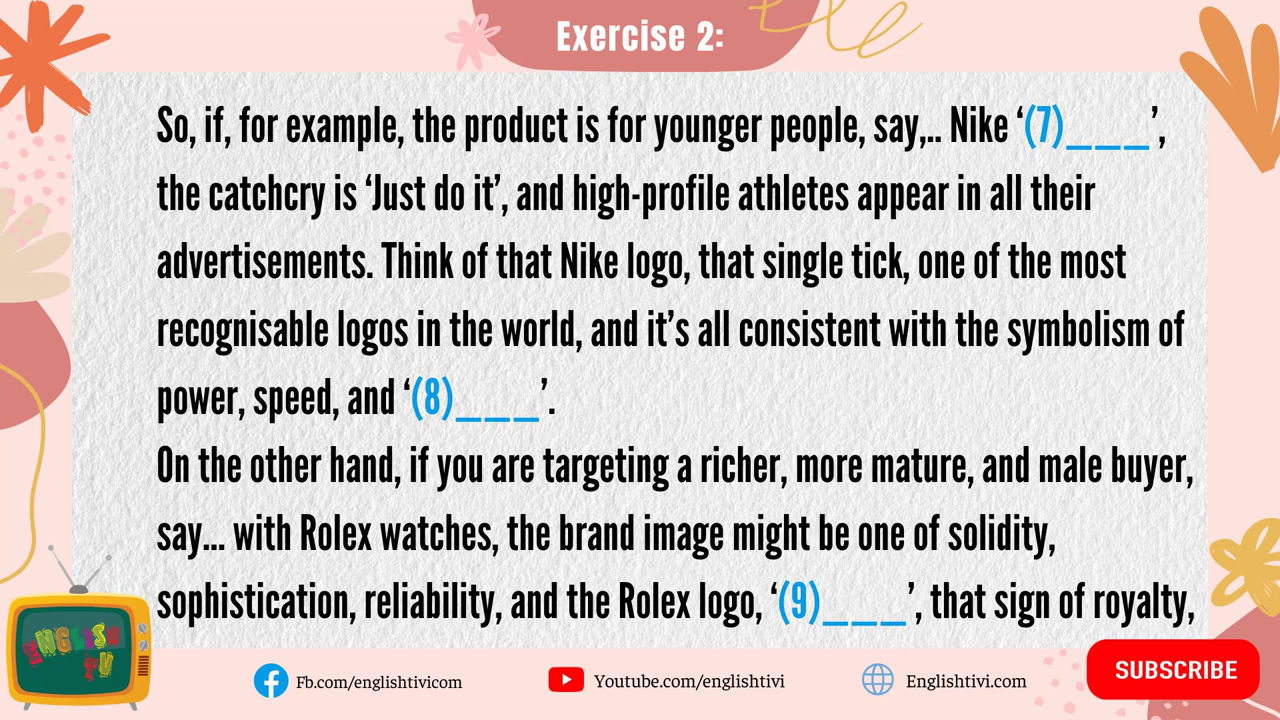 Exercise 2:
So, if, for example, the product is for younger people, say,.. Nike ‘(7)___’,
the catchcry is ‘Just do it’, and high-profile athletes appear in all their
advertisements. Think of that Nike logo, that single tick, one of the most
recognisable logos in the world, and it’s all consistent with the symbolism of
power, speed, and ‘(8)___’.
On the other hand, if you are targeting a richer, more mature, and male buyer,
say... with Rolex watches, the brand image might be one of solidity,
sophistication, reliability, and the Rolex logo, ‘(9)___’, that sign of royalty,
ENGLISH
TV
Fb.com/englishtivicom
Youtube.com/englishtivi
Englishtivi.com
SUBSCRIBE